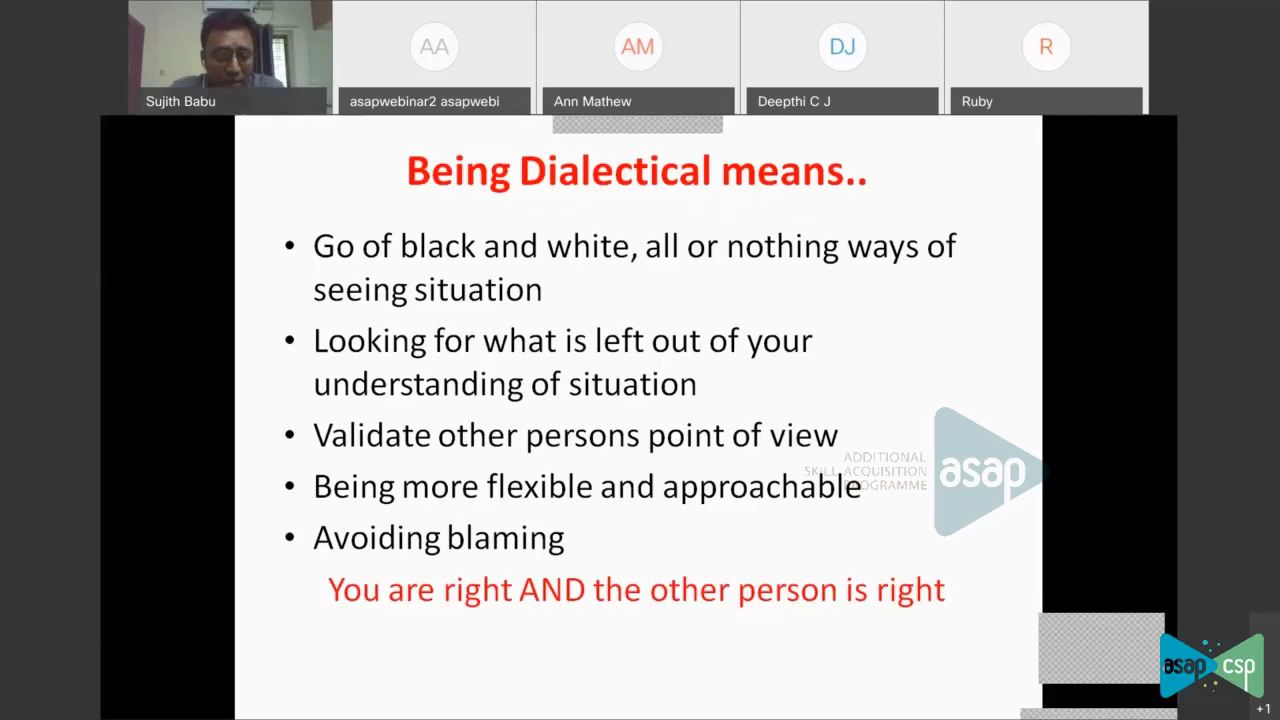 AA
AM
DJ
R
Sujith Babu
asapwebinar2 asapwebi
Ann Mathew
Deepthi C J
Ruby
Being Dialectical means..
• Go of black and white, all or nothing ways of
seeing situation
• Looking for what is left out of your
understanding of situation
• Validate other persons point of view
• Being more flexible and approachable
• Avoiding blaming
You are right AND the other person is right
ADDITIONAL
SKILL ACQUISITION
PROGRAMME
asap
asap csp
+1